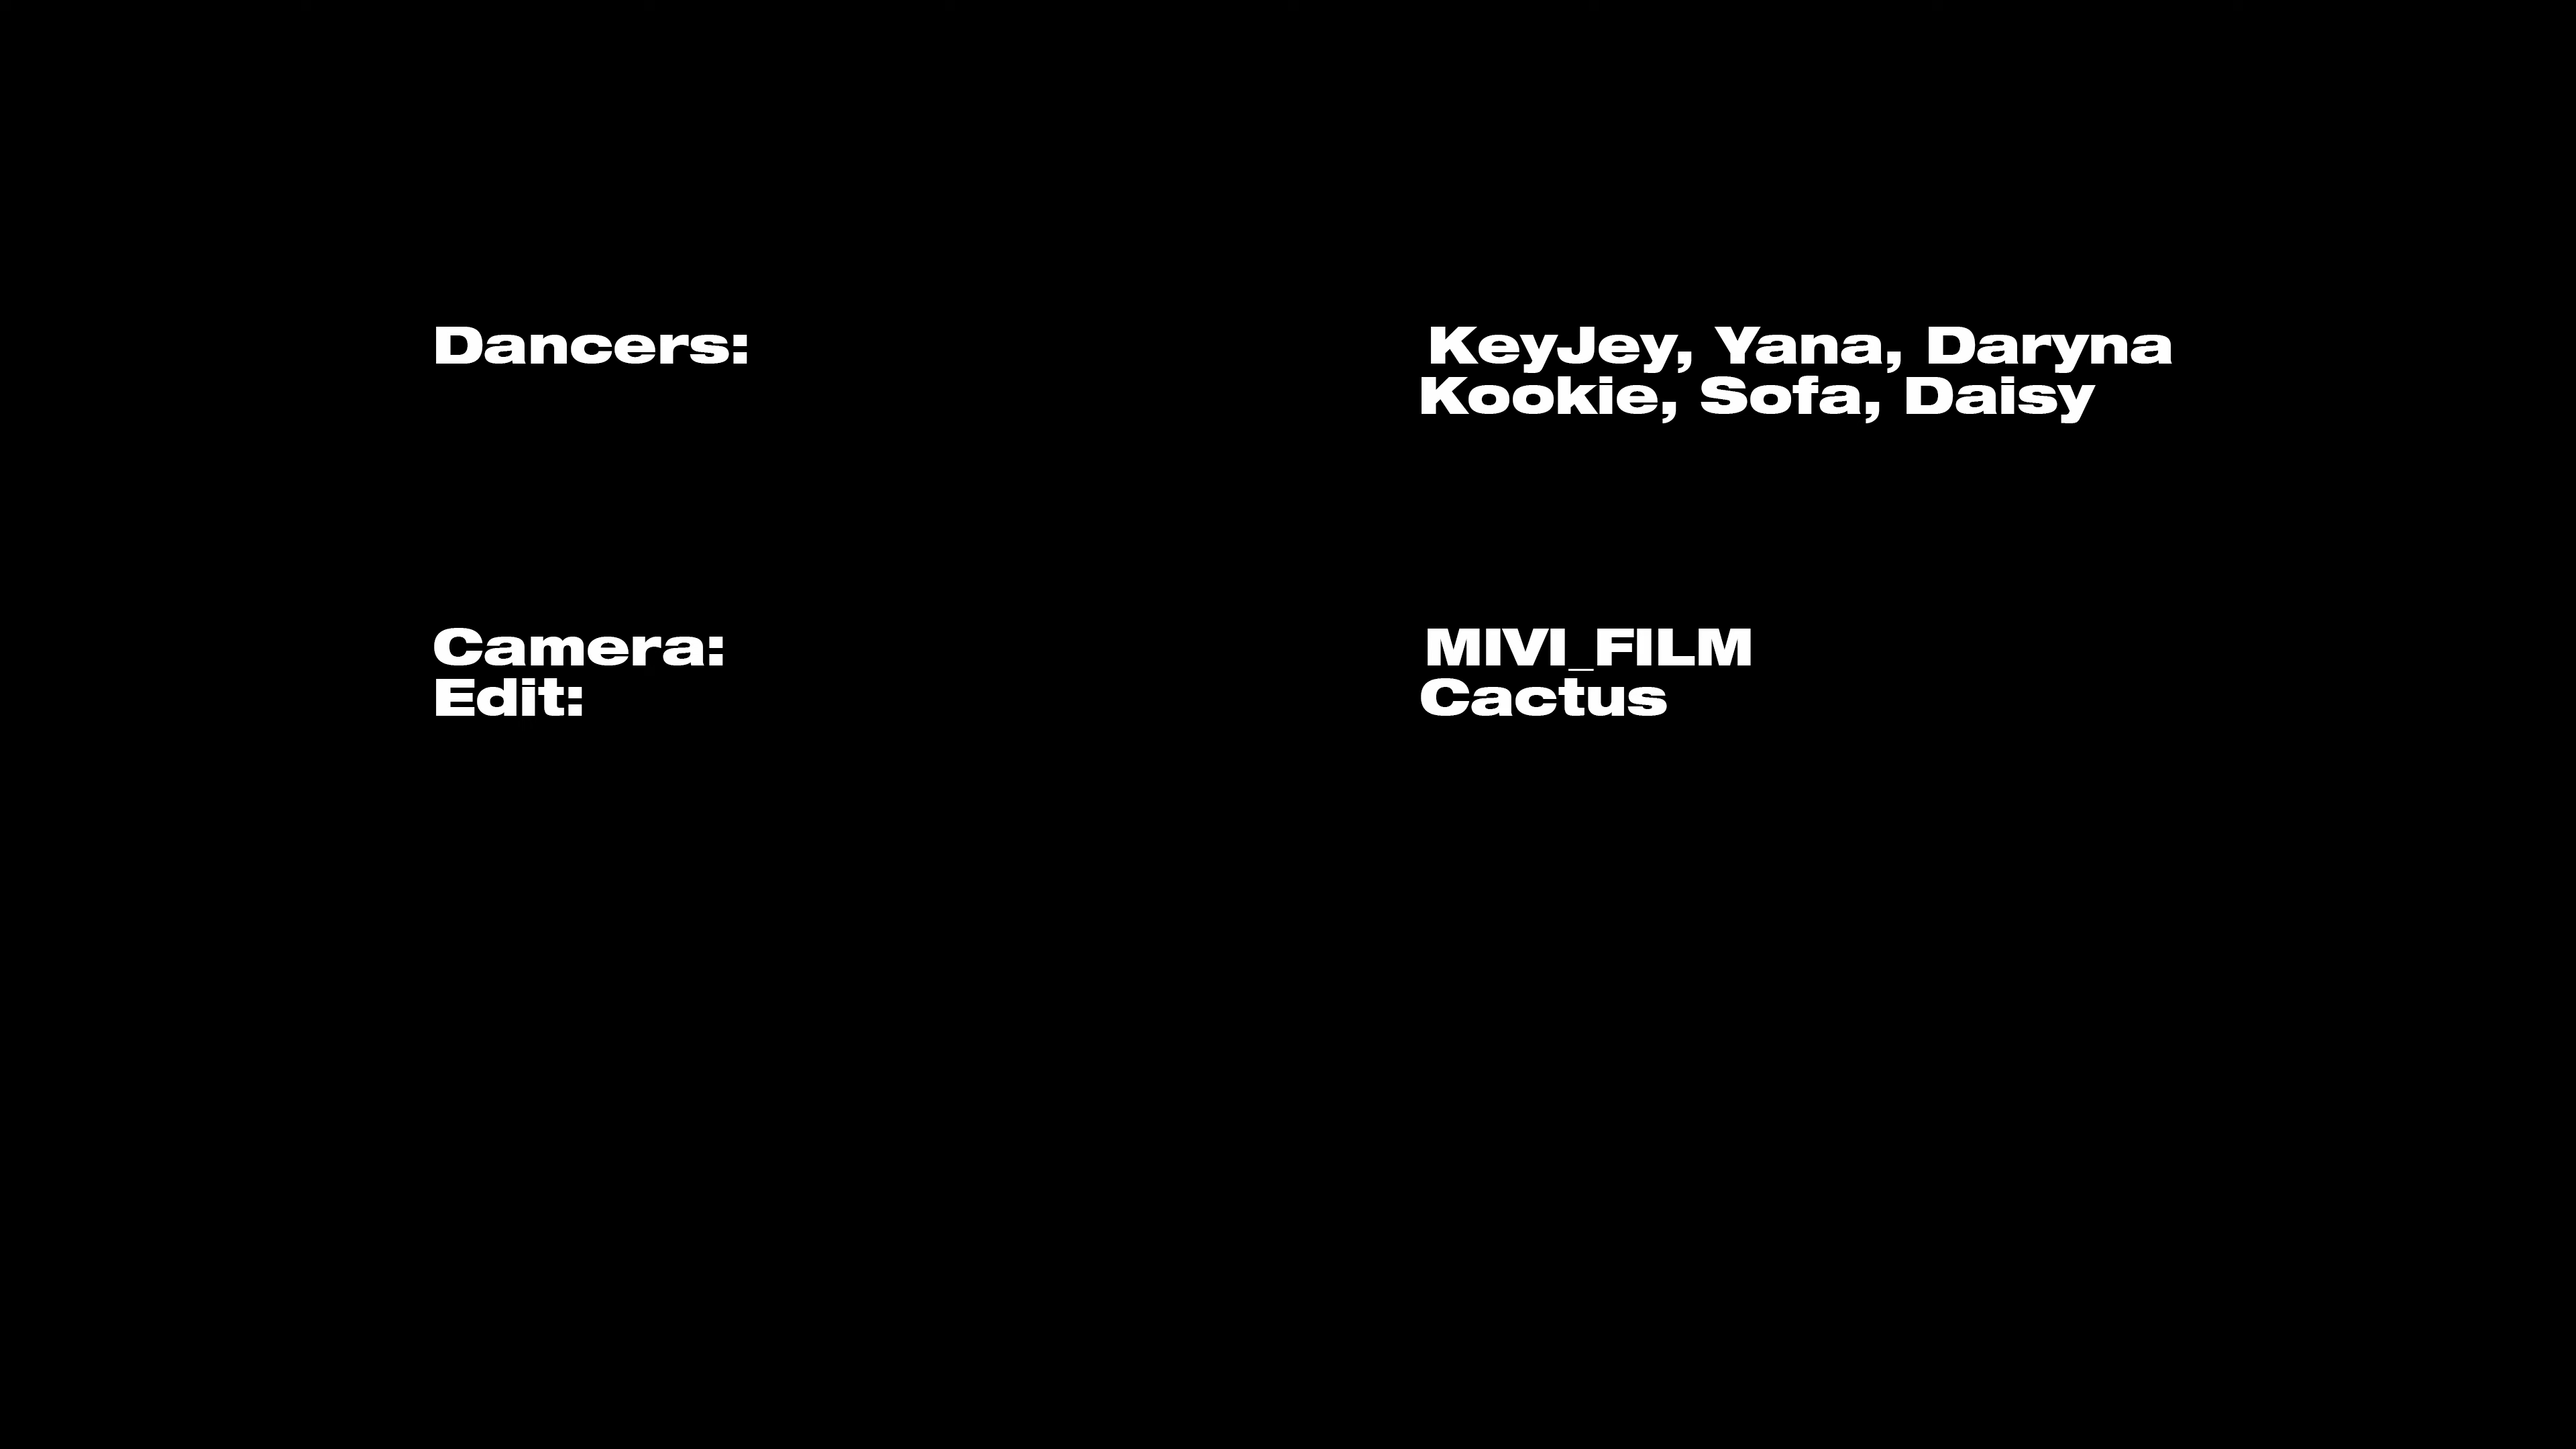 Dancers: KeyJey, Yana, Daryna
Kookie, Sofa, Daisy
Camera: MIVI_FILM
Edit: Cactus